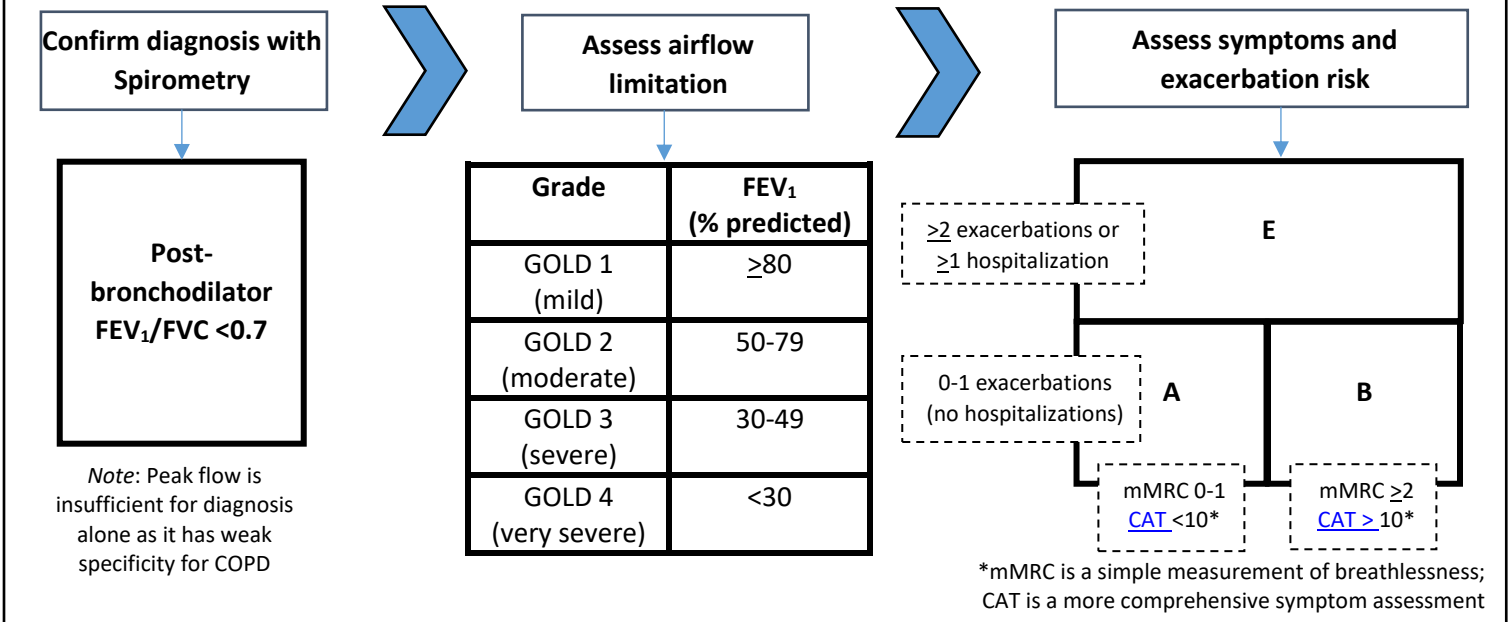 Confirm diagnosis with
Spirometry
Assess airflow
limitation
Assess symptoms and
exacerbation risk
Post-
bronchodilator
FEV₁/FVC <0.7
Note: Peak flow is
insufficient for diagnosis
alone as it has weak
specificity for COPD
Grade FEV₁
(% predicted)
GOLD 1 ≥80
(mild)
GOLD 2 50-79
(moderate)
GOLD 3 30-49
(severe)
GOLD 4 <30
(very severe)
≥2 exacerbations or
≥1 hospitalization
E
0-1 exacerbations
(no hospitalizations)
A
B
mMRC 0-1
CAT <10*
mMRC ≥2
CAT > 10*
*mMRC is a simple measurement of breathlessness;
CAT is a more comprehensive symptom assessment